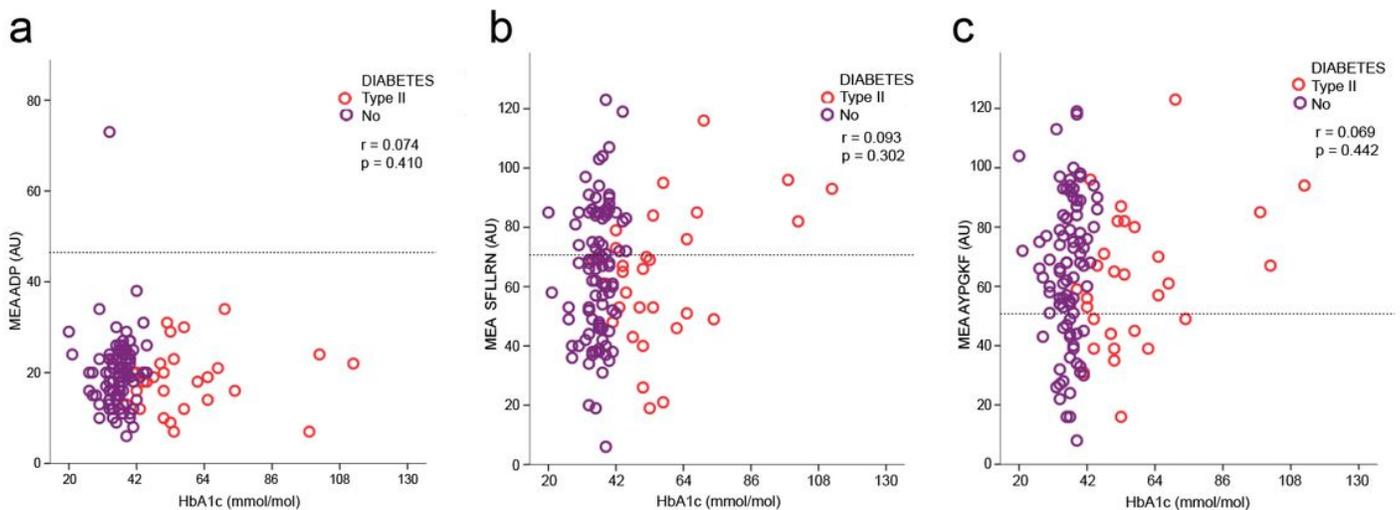 a
b
c
DIABETES
Type II
No
r = 0.074
p = 0.410
MEA ADP (AU)
80
60
40
20
0
20
42
64
86
108
130
HbA1c (mmol/mol)
DIABETES
Type II
No
r = 0.093
p = 0.302
MEA SFLLRN (AU)
120
100
80
60
40
20
0
20
42
64
86
108
130
HbA1c (mmol/mol)
DIABETES
Type II
No
r = 0.069
p = 0.442
MEA AYPGKF (AU)
120
100
80
60
40
20
0
20
42
64
86
108
130
HbA1c (mmol/mol)